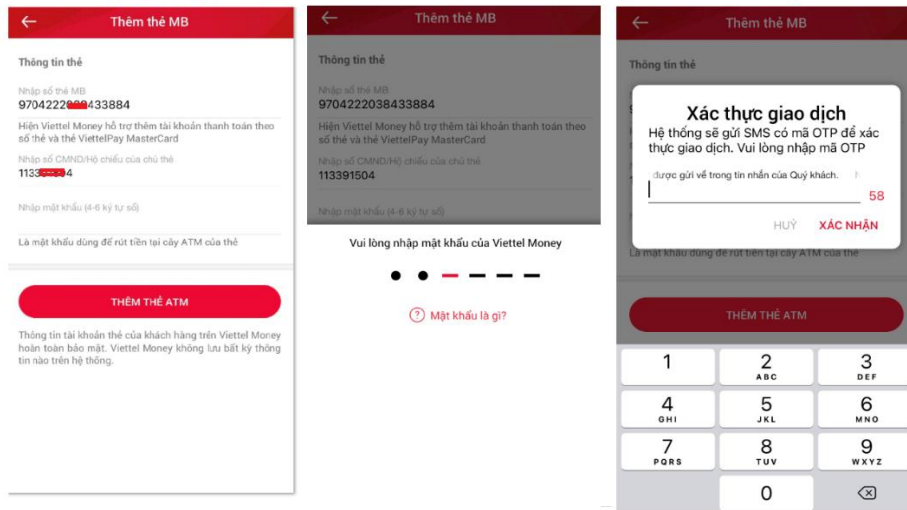 Thêm thẻ MB
Thông tin thẻ
Nhập số thẻ MB
9704222 433884
Hiện Viettel Money hỗ trợ thêm tài khoản thanh toán theo
số thẻ và thẻ ViettelPay MasterCard
Nhập số CMND/Hộ chiếu của chủ thẻ
113 4
Nhập mật khẩu (4-6 ký tự số)
Là mật khẩu dùng để rút tiền tại cây ATM của thẻ
THÊM THẺ ATM
Thông tin tài khoản thẻ của khách hàng trên Viettel Money
hoàn toàn bảo mật. Viettel Money không lưu bất kỳ thông
tin nào trên hệ thống.
Thêm thẻ MB
Thông tin thẻ
Nhập số thẻ MB
9704222038433884
Hiện Viettel Money hỗ trợ thêm tài khoản thanh toán theo
số thẻ và thẻ ViettelPay MasterCard
Nhập số CMND/Hộ chiếu của chủ thẻ
113391504
Nhập mật khẩu (4-6 ký tự số)
Vui lòng nhập mật khẩu của Viettel Money
? Mật khẩu là gì?
Thêm thẻ MB
Thông tin thẻ
Xác thực giao dịch
Hệ thống sẽ gửi SMS có mã OTP để xác
thực giao dịch. Vui lòng nhập mã OTP
được gửi về trong tin nhắn của Quý khách.
58
HUỶ XÁC NHẬN
Là mật khẩu dùng để rút tiền tại cây ATM của thẻ
THÊM THẺ ATM
1 2 3
ABC DEF
4 5 6
GHI JKL MNO
7 8 9
PQRS TUV WXYZ
0